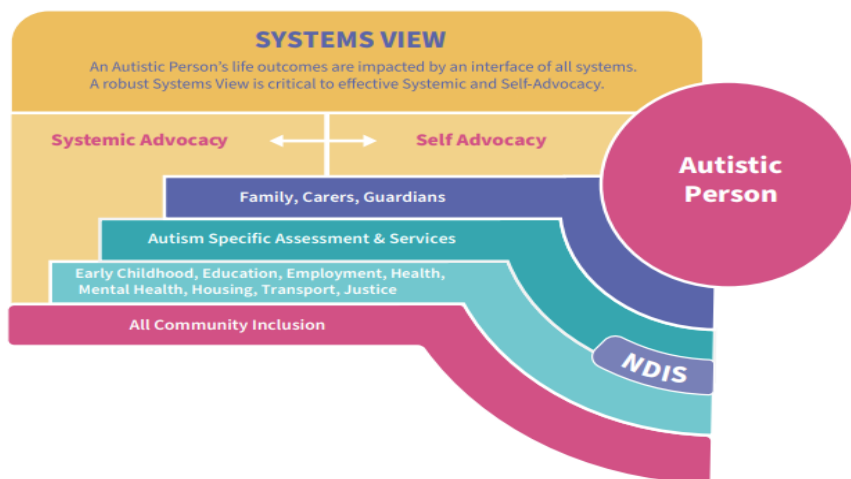 SYSTEMS VIEW
An Autistic Person's life outcomes are impacted by an interface of all systems.
A robust Systems View is critical to effective Systemic and Self-Advocacy.
Systemic Advocacy
Self Advocacy
Autistic
Person
Family, Carers, Guardians
Autism Specific Assessment & Services
Early Childhood, Education, Employment, Health,
Mental Health, Housing, Transport, Justice
All Community Inclusion
NDIS